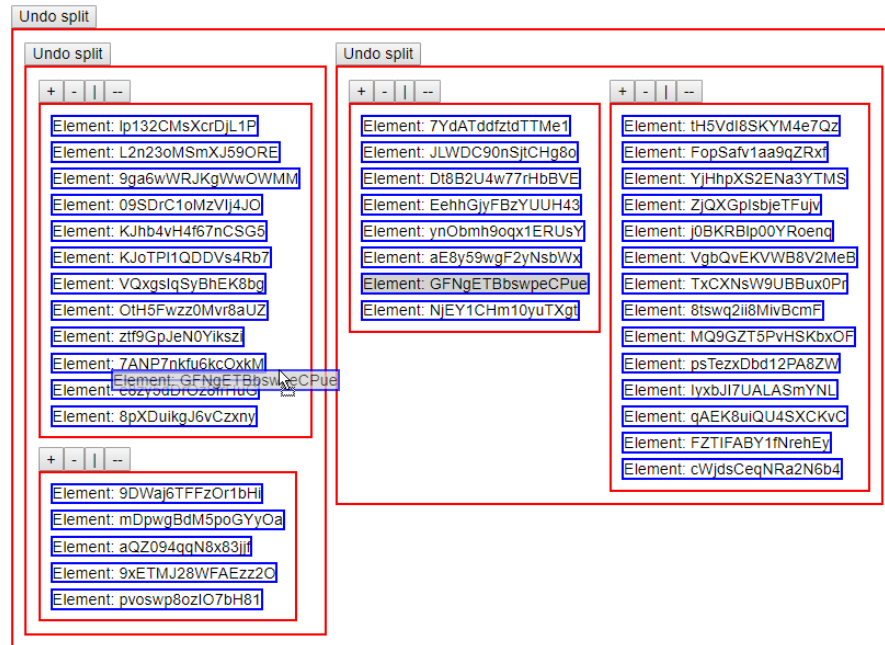 Undo split
Undo split
+ - | --
Element: lp132CMsXcrDjL1P
Element: L2n23oMSmXJ59ORE
Element: 9ga6wWRJKgWwOWMM
Element: 09SDrC1oMzVIj4JO
Element: KJhb4vH4f67nCSG5
Element: KJoTPI1QDDVs4Rb7
Element: VQxgslqSyBhEK8bg
Element: OtH5Fwzz0Mvr8aUZ
Element: ztf9GpJeN0Yikszi
Element: 7ANP7nkfu6kcOxkM
Element: GFNgETBbswpeCPue
Element:
Element: 8pXDuikgJ6vCzxny
+ - | --
Element: 9DWaj6TFFzOr1bHi
Element: mDpwgBdM5poGYyOa
Element: aQZ094qqN8x83jjf
Element: 9xETMJ28WFAEzz2O
Element: pvoswp8ozIO7bH81
Undo split
+ - | --
Element: 7YdATddfztdTTMe1
Element: JLWDC90nSjtCHg8o
Element: Dt8B2U4w77rHbBVE
Element: EehhGjyFBzYUUH43
Element: ynObmh9oqx1ERUsY
Element: aE8y59wgF2yNsbWx
Element: GFNgETBbswpeCPue
Element: NjEY1CHm10yuTXgt
+ - | --
Element: tH5VdI8SKYM4e7Qz
Element: FopSafv1aa9qZRxf
Element: YjHhpXS2ENa3YTMS
Element: ZjQXGplsbjeTFujv
Element: j0BKRBlp00YRoenq
Element: VgbQvEKVWB8V2MeB
Element: TxCXNsW9UBBux0Pr
Element: 8tswq2ii8MivBcmF
Element: MQ9GZT5PvHSKbxOF
Element: psTezxDbd12PA8ZW
Element: lyxbJI7UALASmYNL
Element: qAEK8uiQU4SXCKvC
Element: FZTIFABY1fNrehEy
Element: cWjdsCeqNRa2N6b4